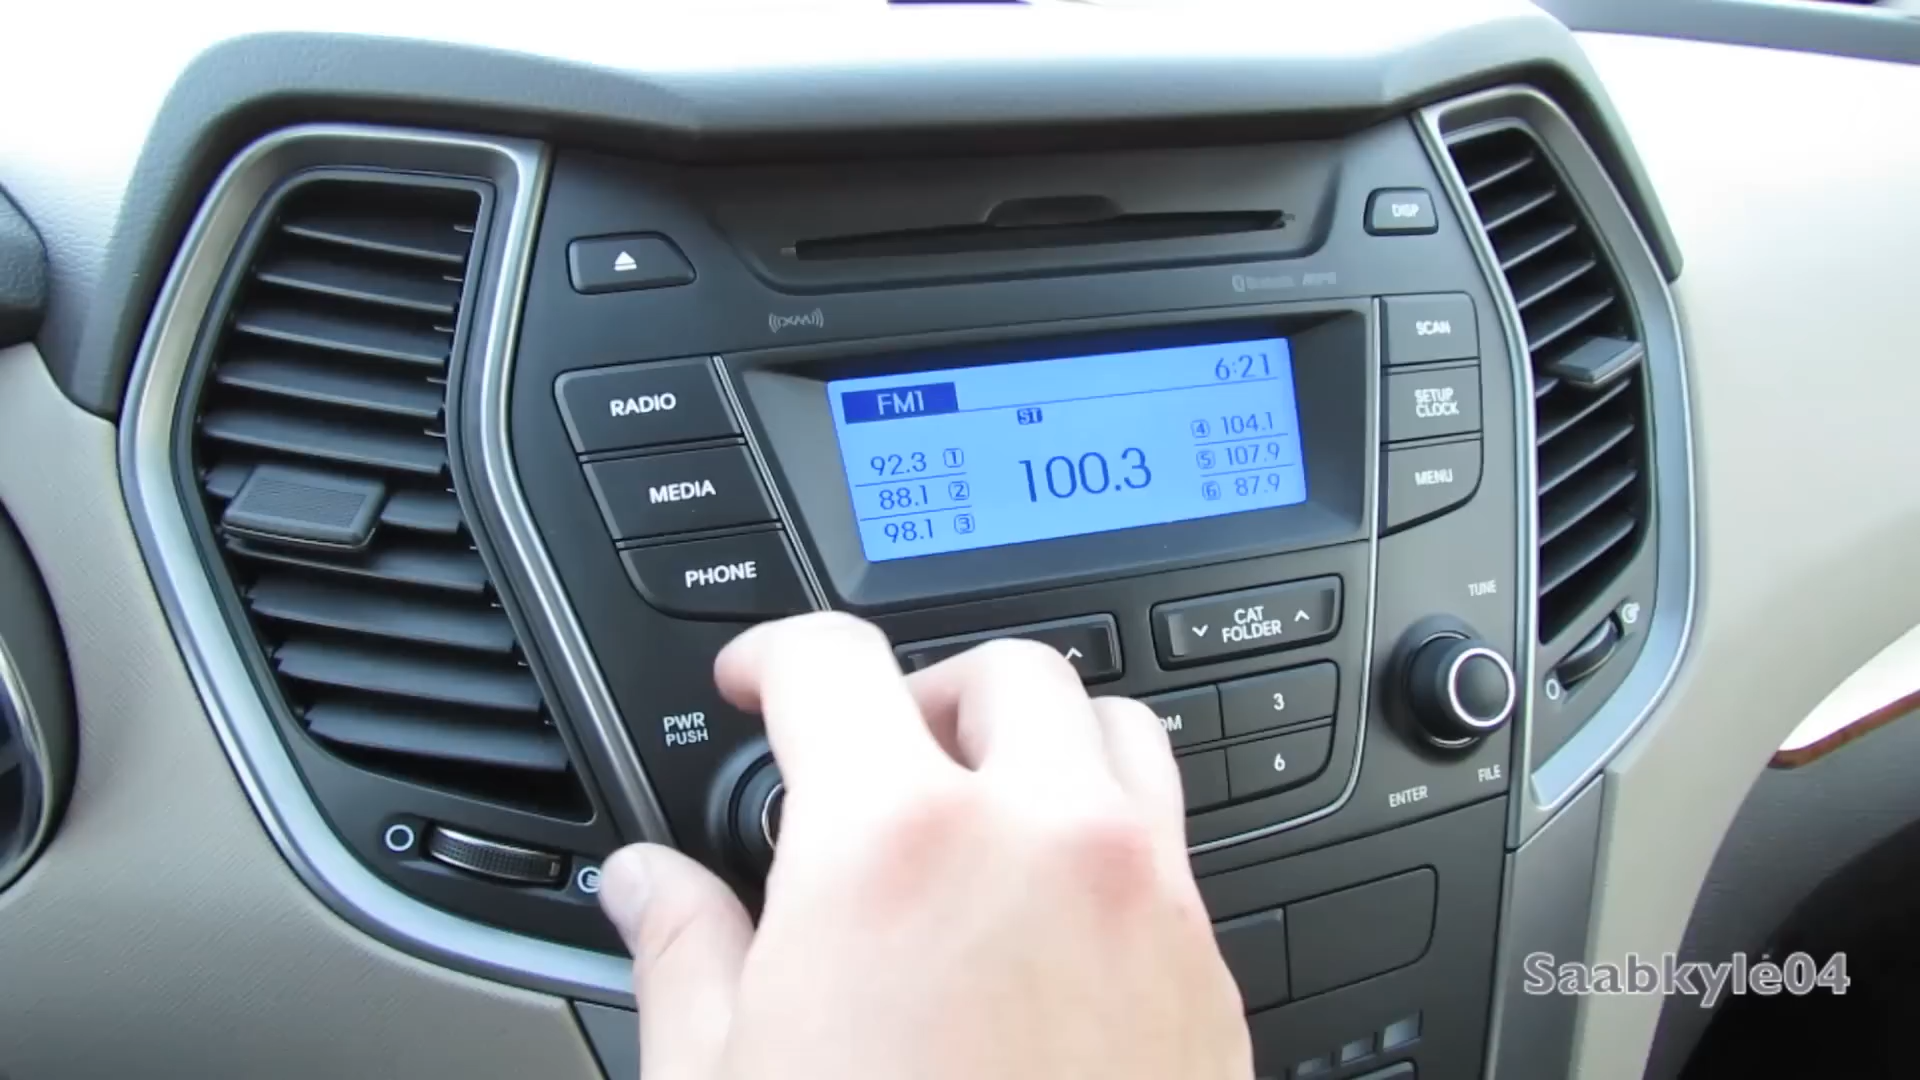 DISP
Bluetooth
((XM))
SCAN
RADIO
FM1
ST
6:21
SETUP
CLOCK
92.3 1
88.1 2
98.1 3
100.3
4 104.1
5 107.9
6 87.9
MEDIA
MENU
PHONE
CAT
FOLDER
TUNE
PWR
PUSH
3
6
FILE
ENTER
Saabkyle04